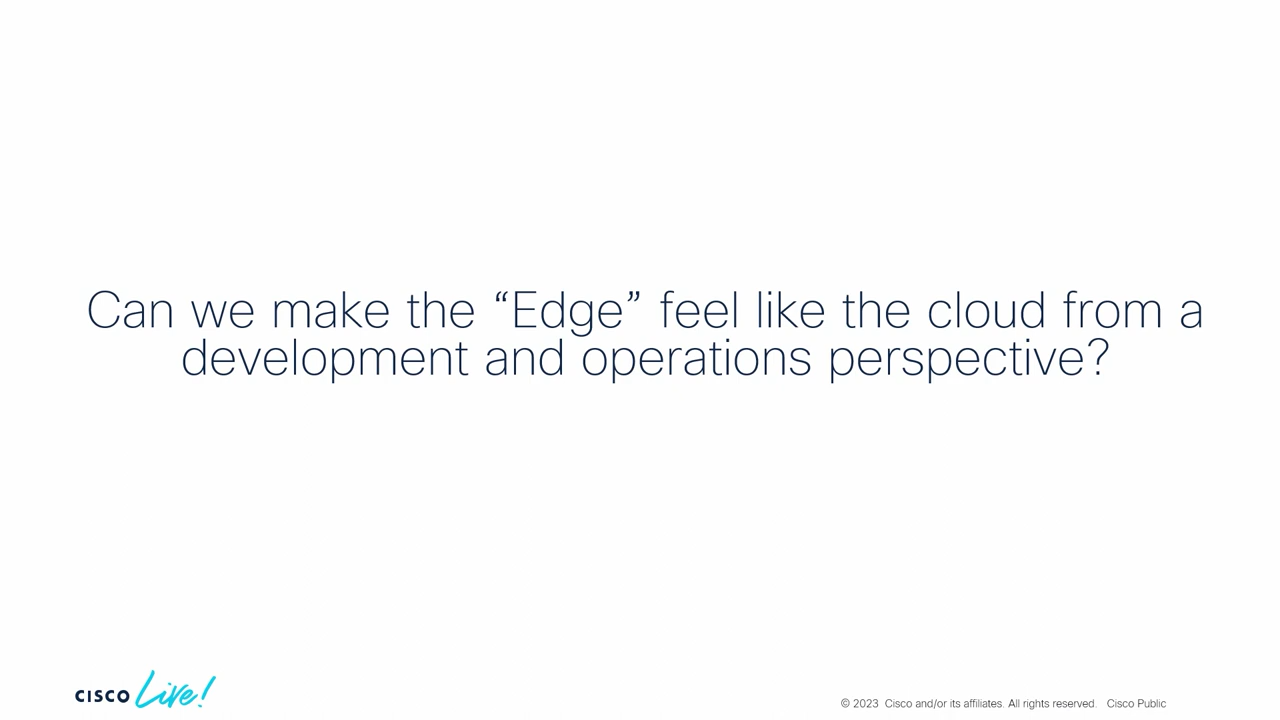 Can we make the “Edge” feel like the cloud from a
development and operations perspective?
CISCO Live!
© 2023 Cisco and/or its affiliates. All rights reserved. Cisco Public